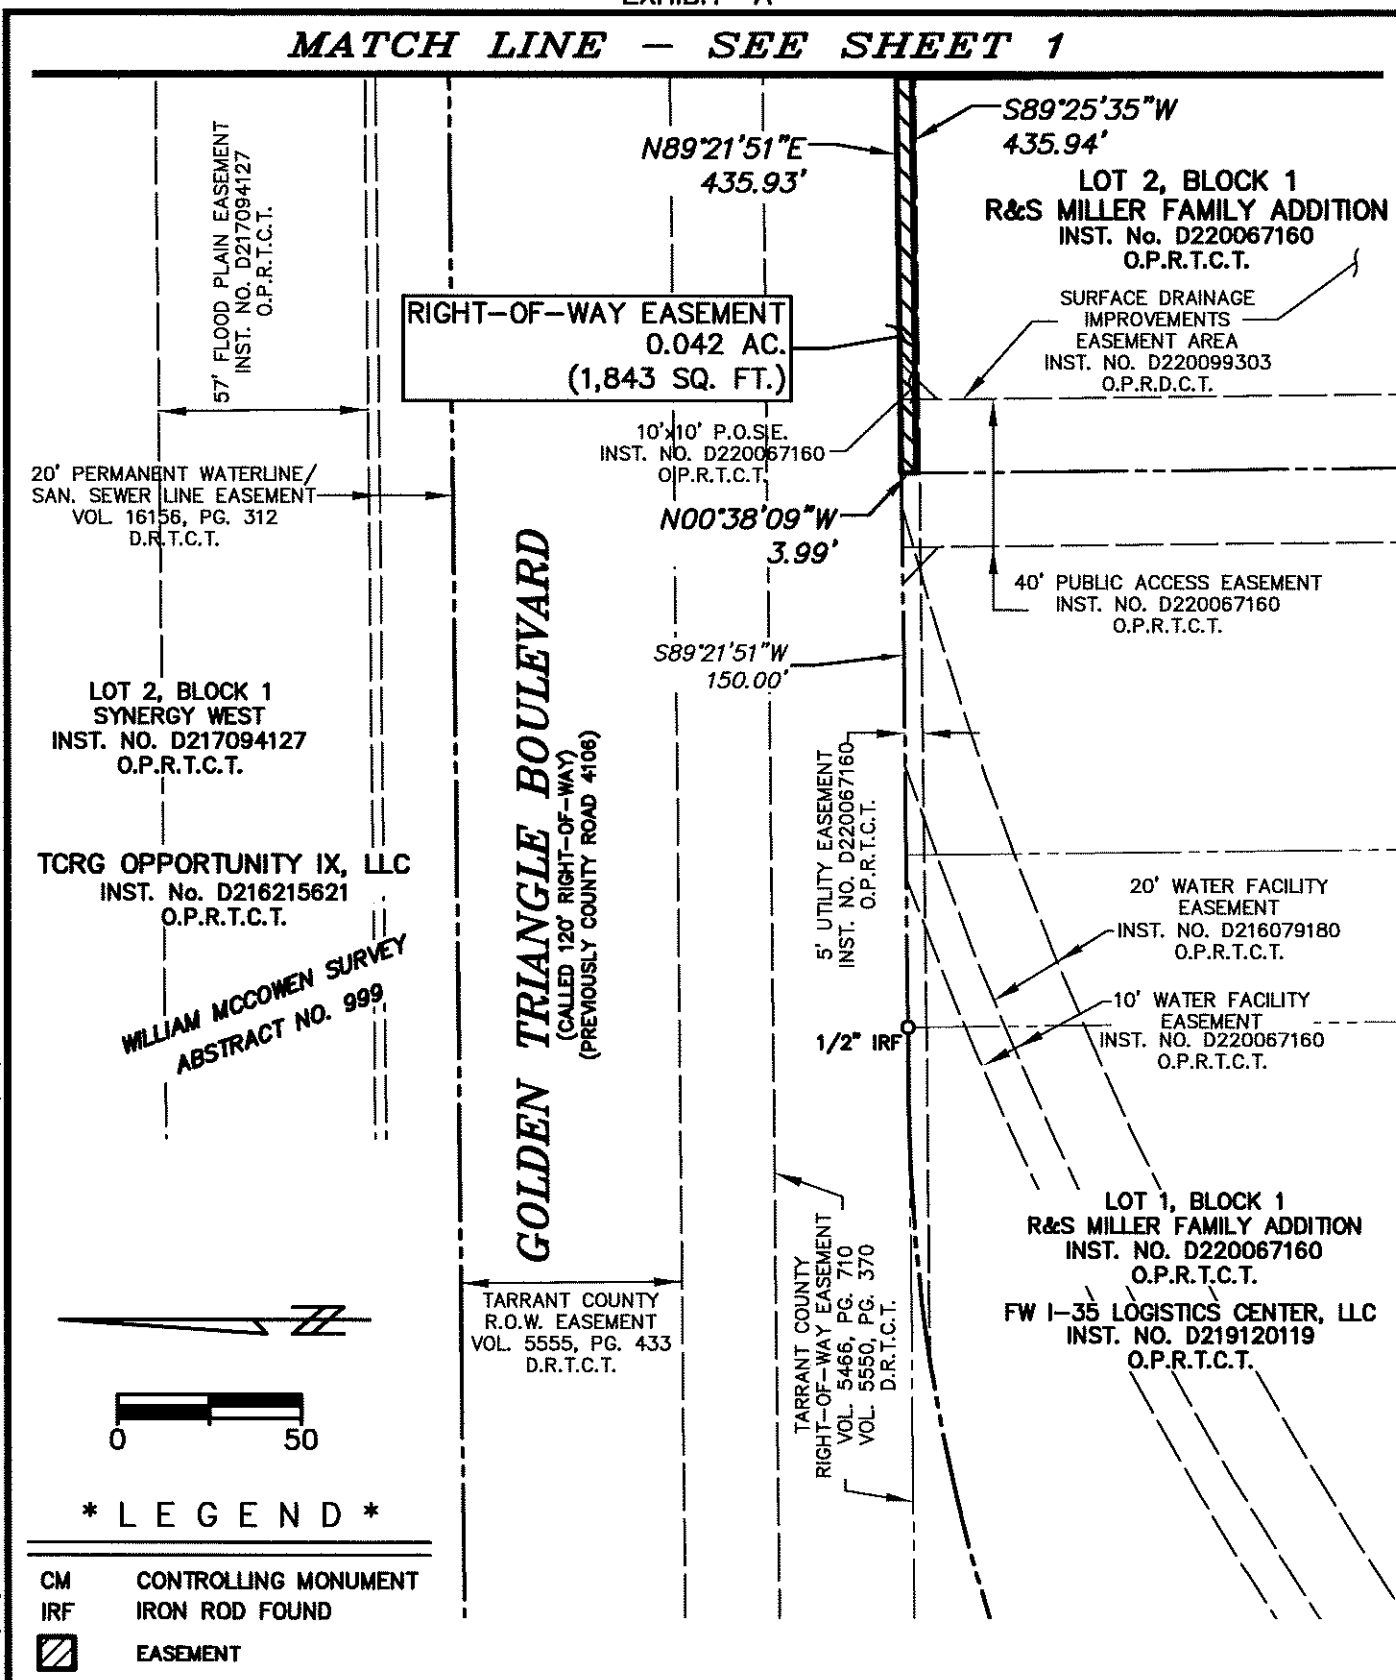 MATCH LINE - SEE SHEET 1
S89°25'35"W
435.94'
N89°21'51"E
435.93'
LOT 2, BLOCK 1
R&S MILLER FAMILY ADDITION
INST. No. D220067160
O.P.R.T.C.T.
57' FLOOD PLAIN EASEMENT
INST. NO. D217094127
O.P.R.T.C.T.
RIGHT-OF-WAY EASEMENT
0.042 AC.
(1,843 SQ. FT.)
SURFACE DRAINAGE
IMPROVEMENTS
EASEMENT AREA
INST. NO. D220099303
O.P.R.D.C.T.
10'x10' P.O.S.E.
INST. NO. D220067160
O.P.R.T.C.T.
20' PERMANENT WATERLINE/
SAN. SEWER LINE EASEMENT
VOL. 16156, PG. 312
D.R.T.C.T.
N00°38'09"W
3.99'
40' PUBLIC ACCESS EASEMENT
INST. NO. D220067160
O.P.R.T.C.T.
S89°21'51"W
150.00'
LOT 2, BLOCK 1
SYNERGY WEST
INST. NO. D217094127
O.P.R.T.C.T.
GOLDEN TRIANGLE BOULEVARD
(CALLED 120' RIGHT-OF-WAY)
(PREVIOUSLY COUNTY ROAD 4106)
5' UTILITY EASEMENT
INST. NO. D220067160
O.P.R.T.C.T.
TCRG OPPORTUNITY IX, LLC
INST. No. D216215621
O.P.R.T.C.T.
20' WATER FACILITY
EASEMENT
INST. NO. D216079180
O.P.R.T.C.T.
WILLIAM MCCOWEN SURVEY
ABSTRACT NO. 999
10' WATER FACILITY
EASEMENT
INST. NO. D220067160
O.P.R.T.C.T.
1/2" IRF
LOT 1, BLOCK 1
R&S MILLER FAMILY ADDITION
INST. NO. D220067160
O.P.R.T.C.T.
FW I-35 LOGISTICS CENTER, LLC
INST. NO. D219120119
O.P.R.T.C.T.
TARRANT COUNTY
R.O.W. EASEMENT
VOL. 5555, PG. 433
D.R.T.C.T.
TARRANT COUNTY
RIGHT-OF-WAY EASEMENT
VOL. 5466, PG. 710
VOL. 5550, PG. 370
D.R.T.C.T.
0 50
* L E G E N D *
CM CONTROLLING MONUMENT
IRF IRON ROD FOUND
EASEMENT